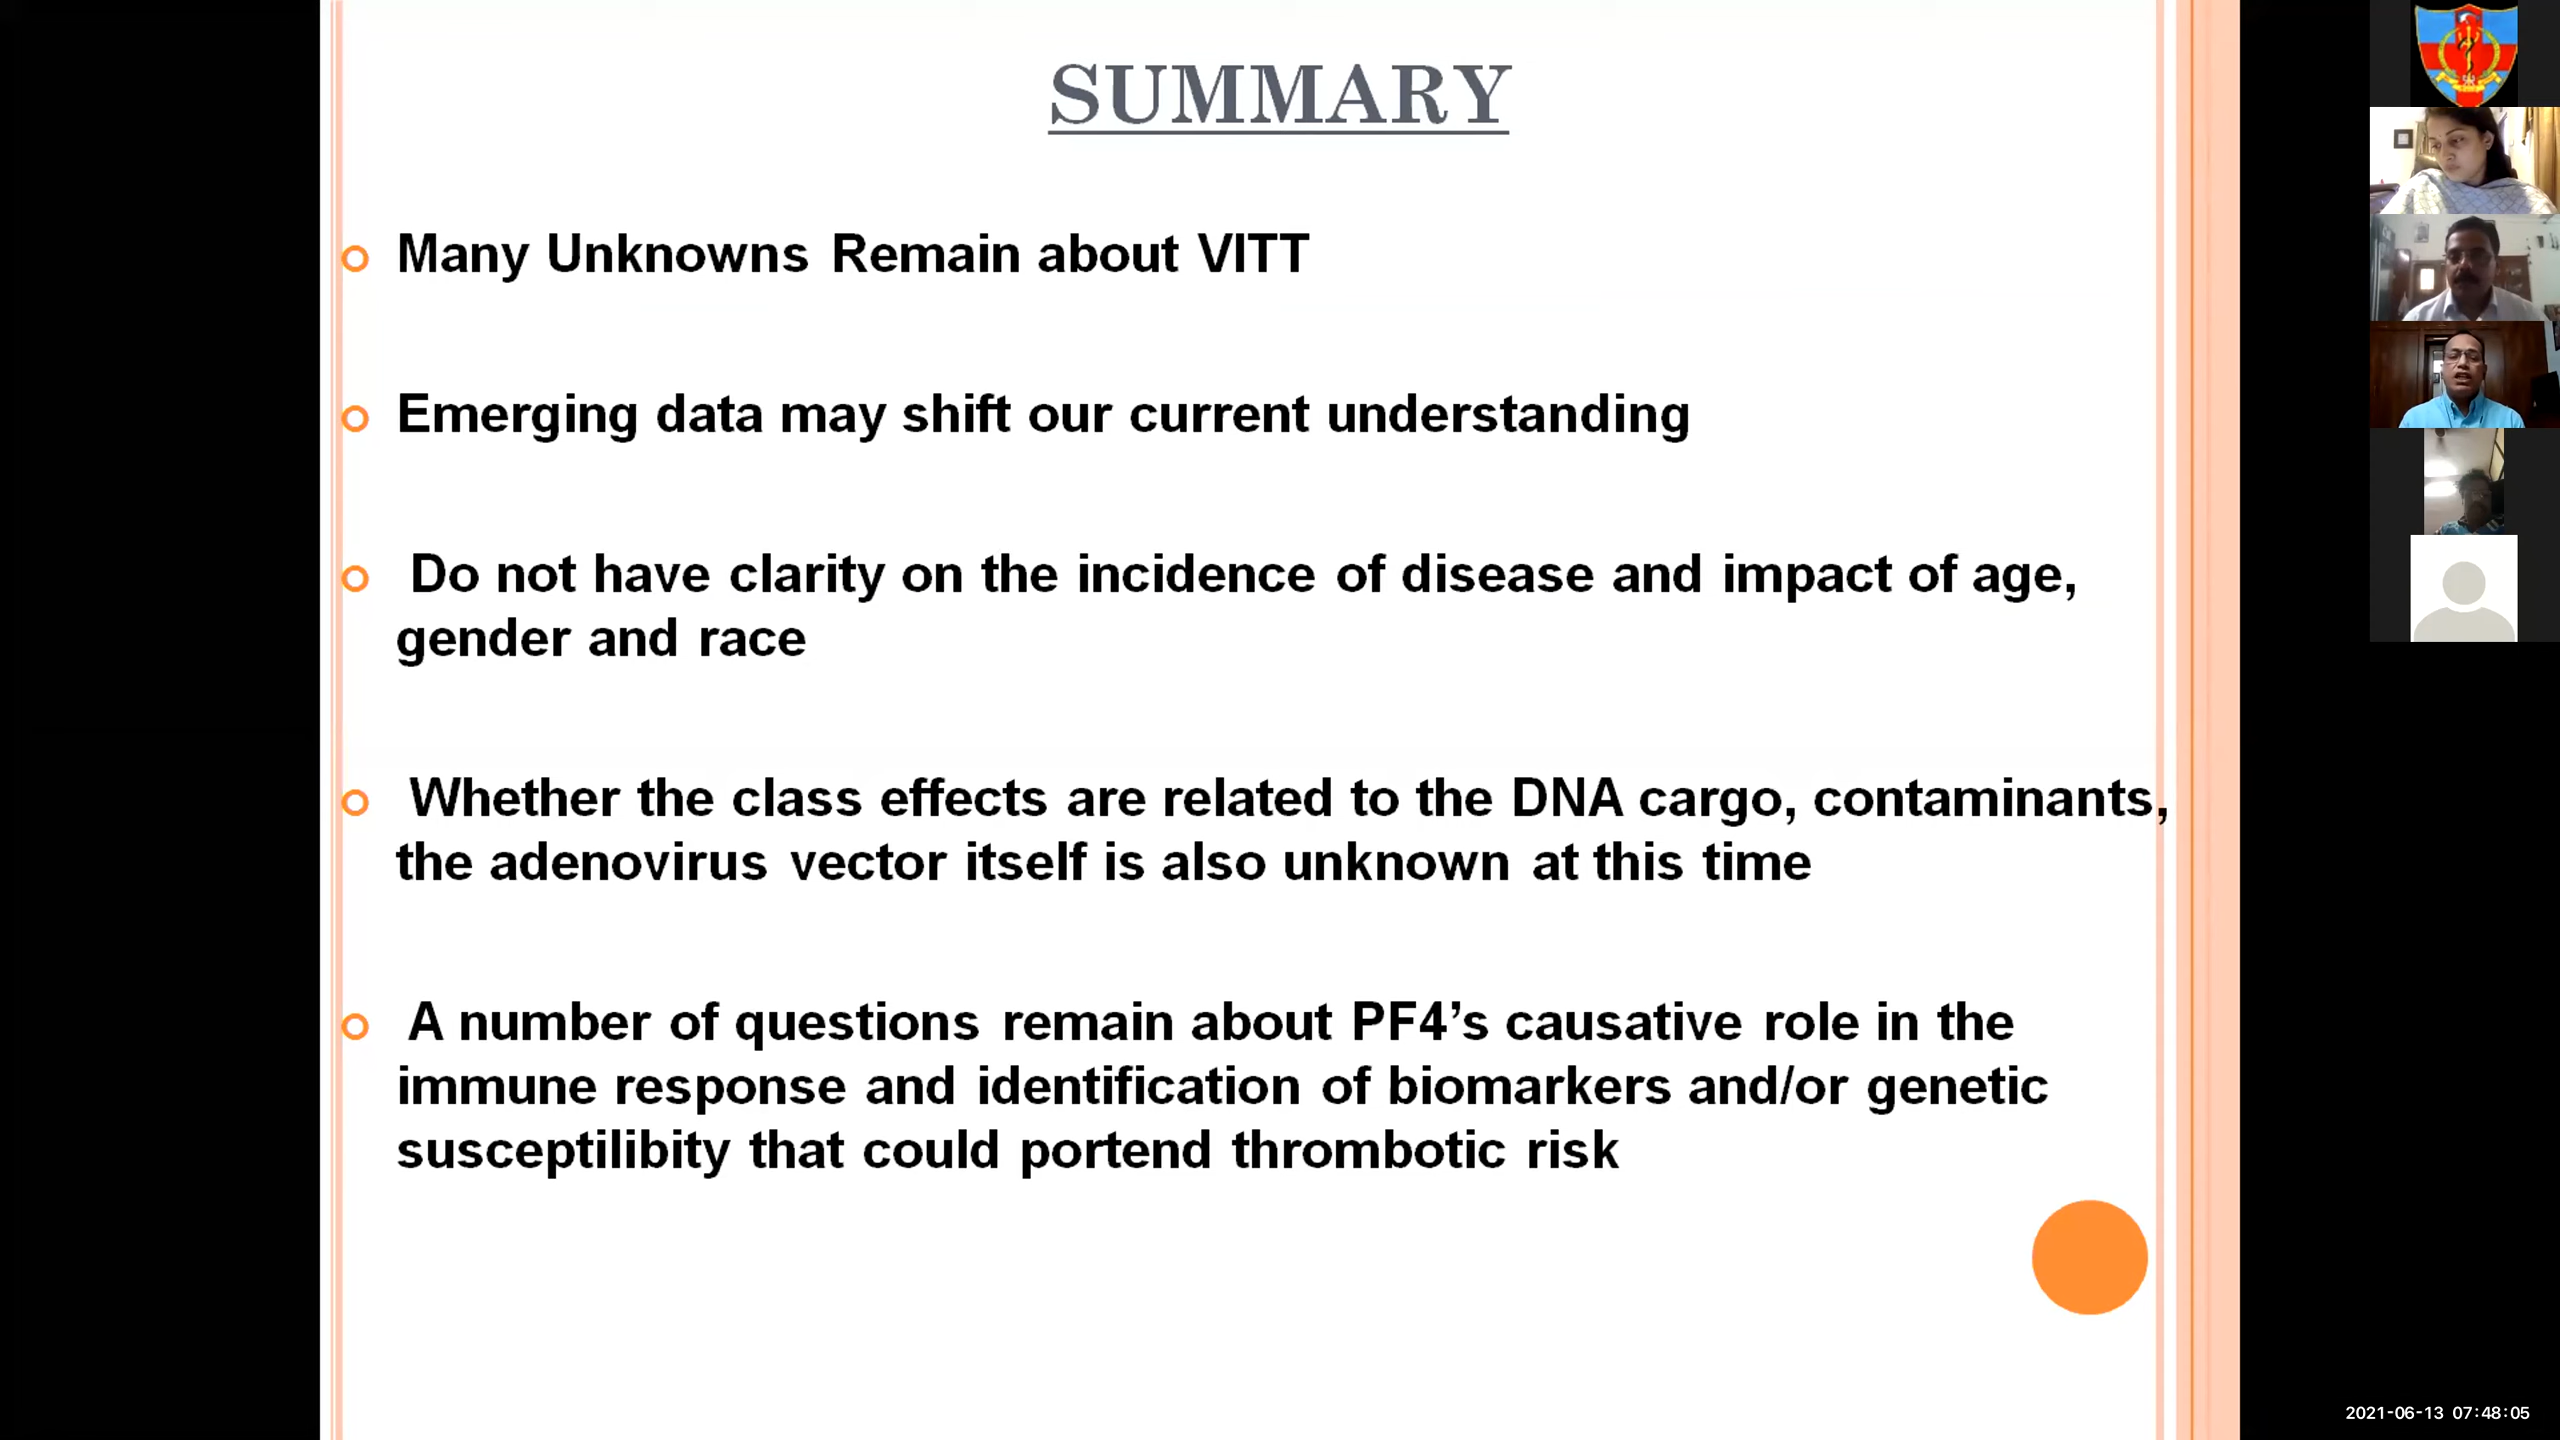 SUMMARY
Many Unknowns Remain about VITT
Emerging data may shift our current understanding
Do not have clarity on the incidence of disease and impact of age,
gender and race
Whether the class effects are related to the DNA cargo, contaminants,
the adenovirus vector itself is also unknown at this time
A number of questions remain about PF4’s causative role in the
immune response and identification of biomarkers and/or genetic
susceptilibity that could portend thrombotic risk
2021-06-13 07:48:05